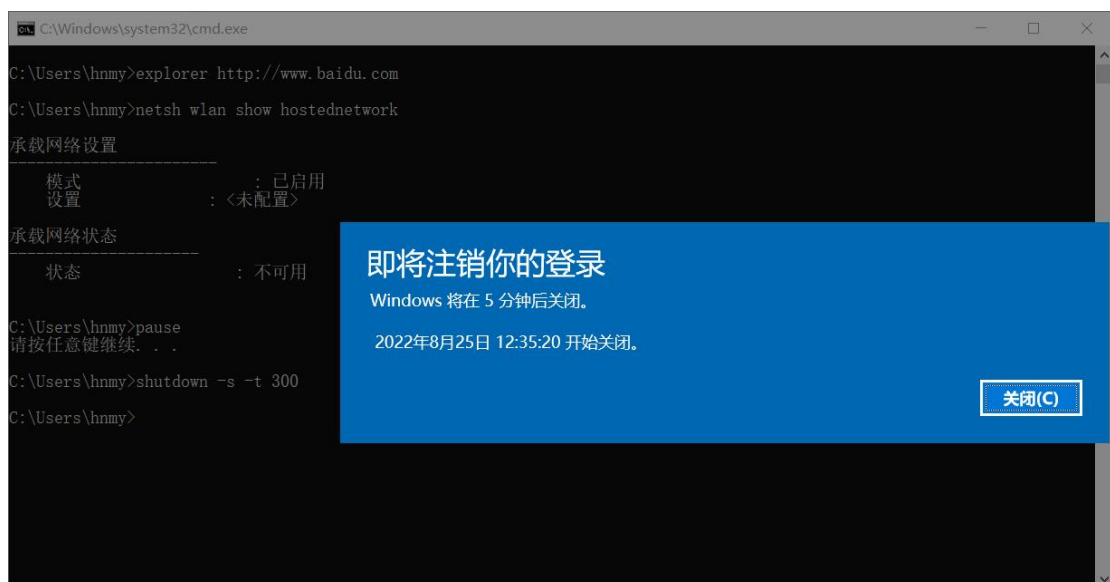 C:\Windows\system32\cmd.exe
C:\Users\hnmy>explorer http://www.baidu.com
C:\Users\hnmy>netsh wlan show hostednetwork
承载网络设置
-----------------------
模式 : 已启用
设置 : <未配置>
承载网络状态
---------------------
状态 : 不可用
C:\Users\hnmy>pause
请按任意键继续. . .
C:\Users\hnmy>shutdown -s -t 300
C:\Users\hnmy>
即将注销你的登录
Windows 将在 5 分钟后关闭。
2022年8月25日 12:35:20 开始关闭。
关闭(C)